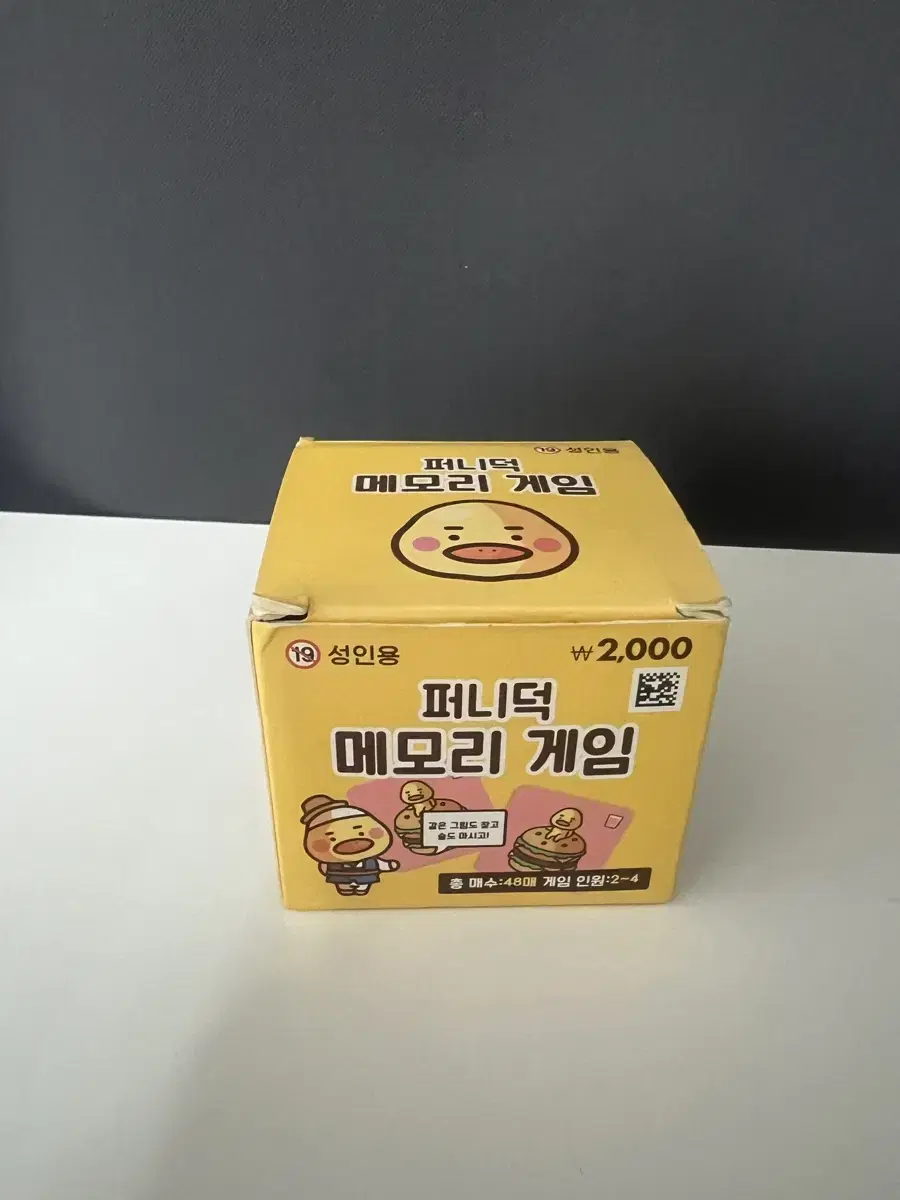 19 성인용
퍼니덕
메모리 게임
19 성인용
₩2,000
퍼니덕
메모리 게임
같은 그림도 찾고
술도 마시고!
총 매수:48매 게임 인원:2~4